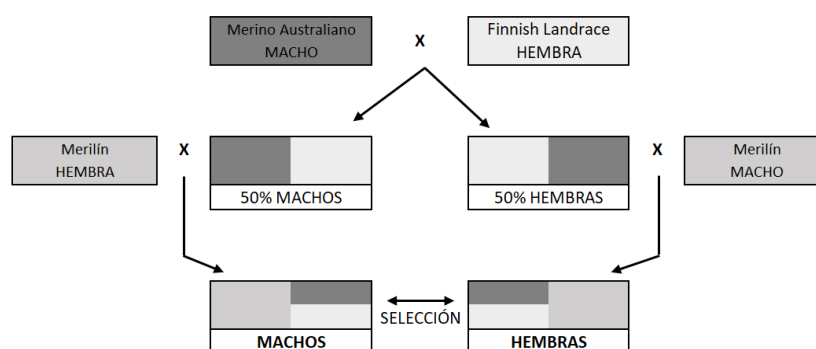 Merino Australiano
MACHO
X
Finnish Landrace
HEMBRA
Merilín
HEMBRA
X
50% MACHOS
50% HEMBRAS
X
Merilín
MACHO
SELECCIÓN
MACHOS
HEMBRAS